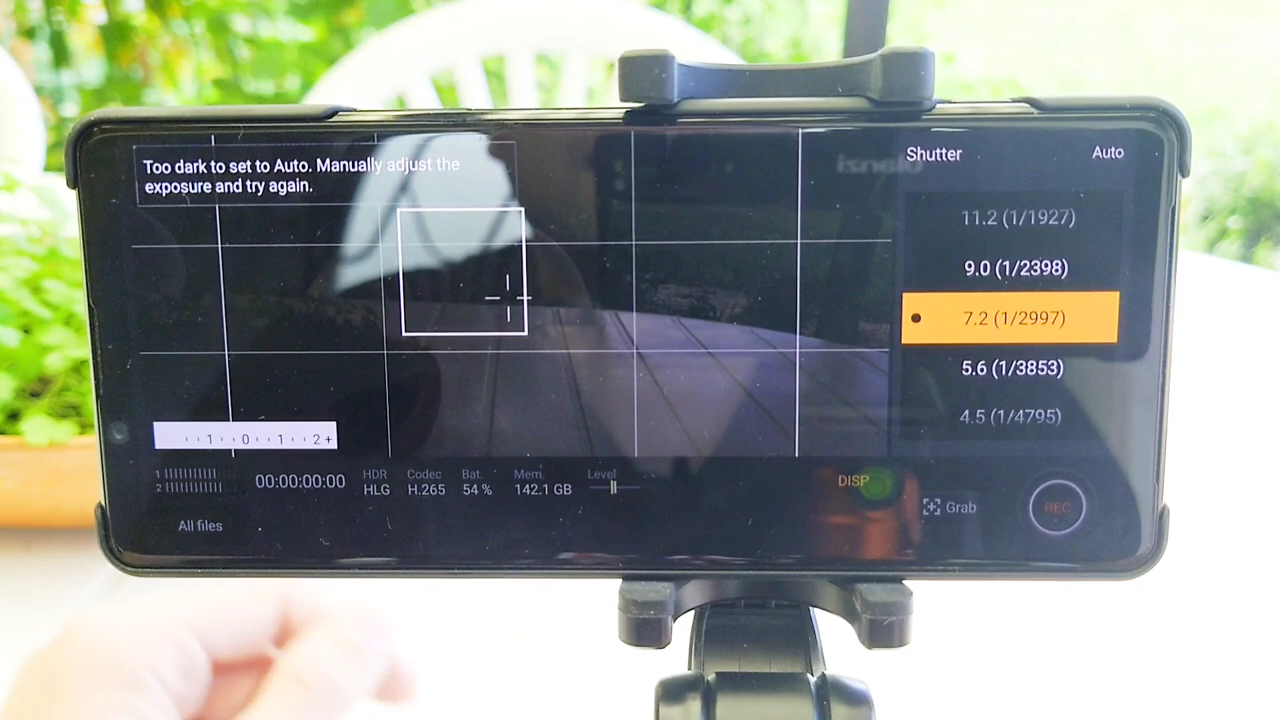 Too dark to set to Auto. Manually adjust the
exposure and try again.
Shutter Auto
11.2 (1/1927)
9.0 (1/2398)
7.2 (1/2997)
5.6 (1/3853)
4.5 (1/4795)
1 0 1 2+
1
2
00:00:00:00
HDR
HLG
Codec
H.265
Bat.
54 %
Mem.
142.1 GB
Level
DISP
Grab
REC
All files